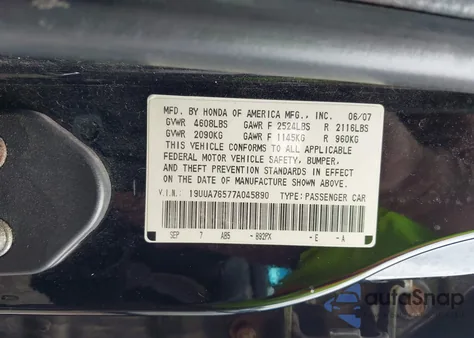 MFD. BY HONDA OF AMERICA MFG., INC. 06/07
GVWR 4608LBS GAWR F 2524LBS R 2116LBS
GVWR 2090KG GAWR F 1145KG R 960KG
THIS VEHICLE CONFORMS TO ALL APPLICABLE
FEDERAL MOTOR VEHICLE SAFETY, BUMPER,
AND THEFT PREVENTION STANDARDS IN EFFECT
ON THE DATE OF MANUFACTURE SHOWN ABOVE.
V.I.N.: 19UUA76577A045890 TYPE: PASSENGER CAR
SEP 7 AB5 - B92PX - E - A
autoSnap